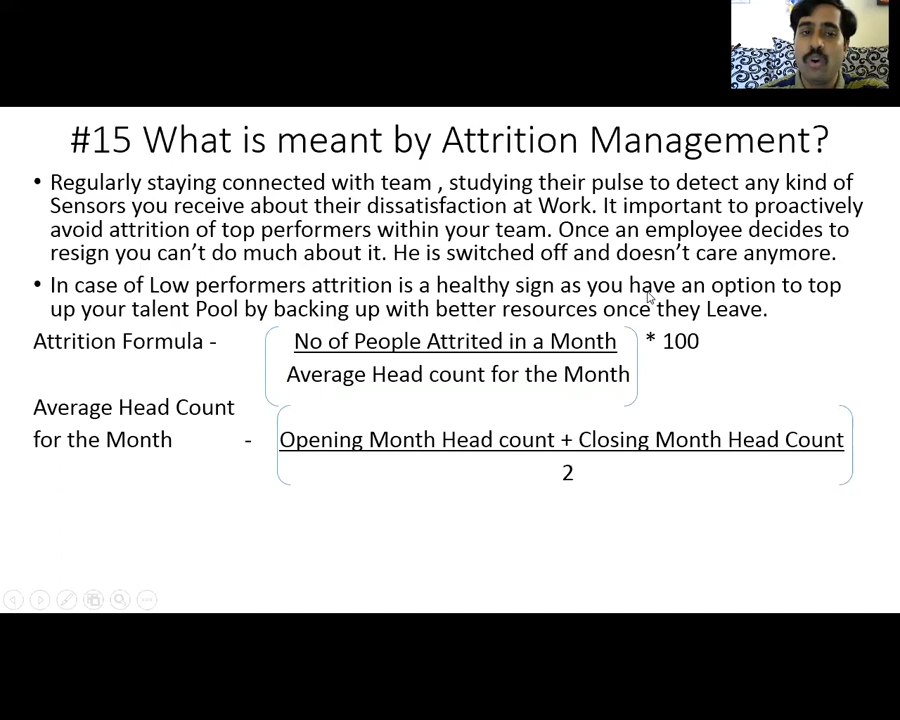 #15 What is meant by Attrition Management?
• Regularly staying connected with team , studying their pulse to detect any kind of
Sensors you receive about their dissatisfaction at Work. It important to proactively
avoid attrition of top performers within your team. Once an employee decides to
resign you can’t do much about it. He is switched off and doesn’t care anymore.
• In case of Low performers attrition is a healthy sign as you have an option to top
up your talent Pool by backing up with better resources once they Leave.
Attrition Formula - No of People Attrited in a Month * 100
Average Head count for the Month
Average Head Count
for the Month - Opening Month Head count + Closing Month Head Count
2